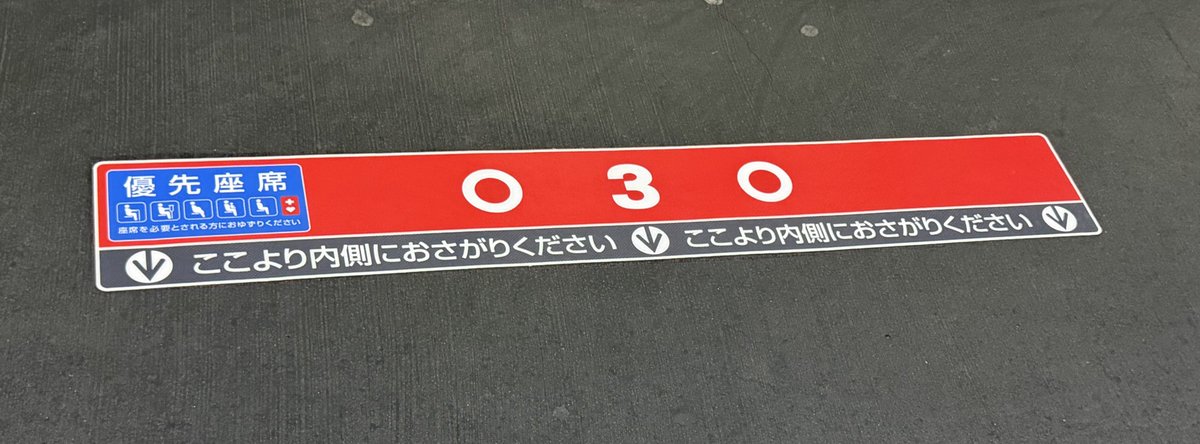 優先座席
座席を必要とされる方におゆずりください
○ 3 ○
ここより内側におさがりください ここより内側におさがりください